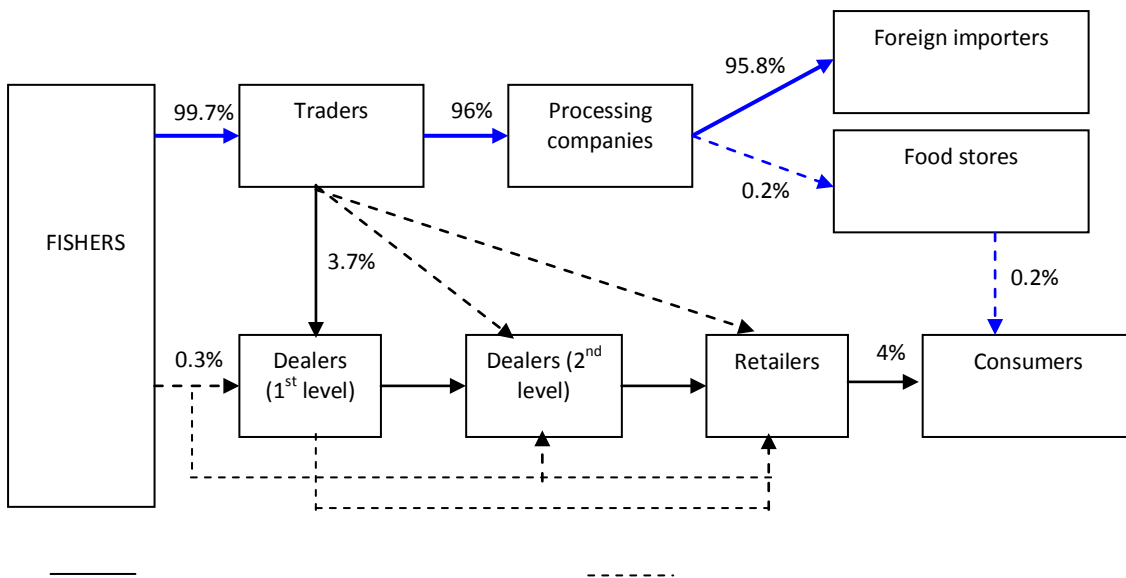 Foreign importers
95.8%
99.7%
Traders
96%
Processing
companies
Food stores
0.2%
FISHERS
3.7%
0.2%
0.3%
Dealers
(1st level)
Dealers (2nd
level)
Retailers
4%
Consumers